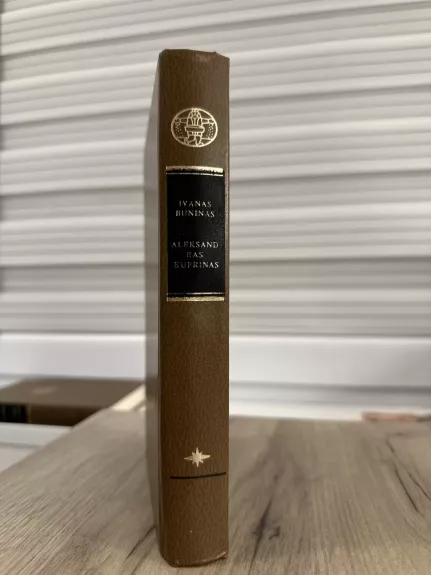 IVANAS
BUNINAS
ALEKSAND
RAS
KUPRINAS